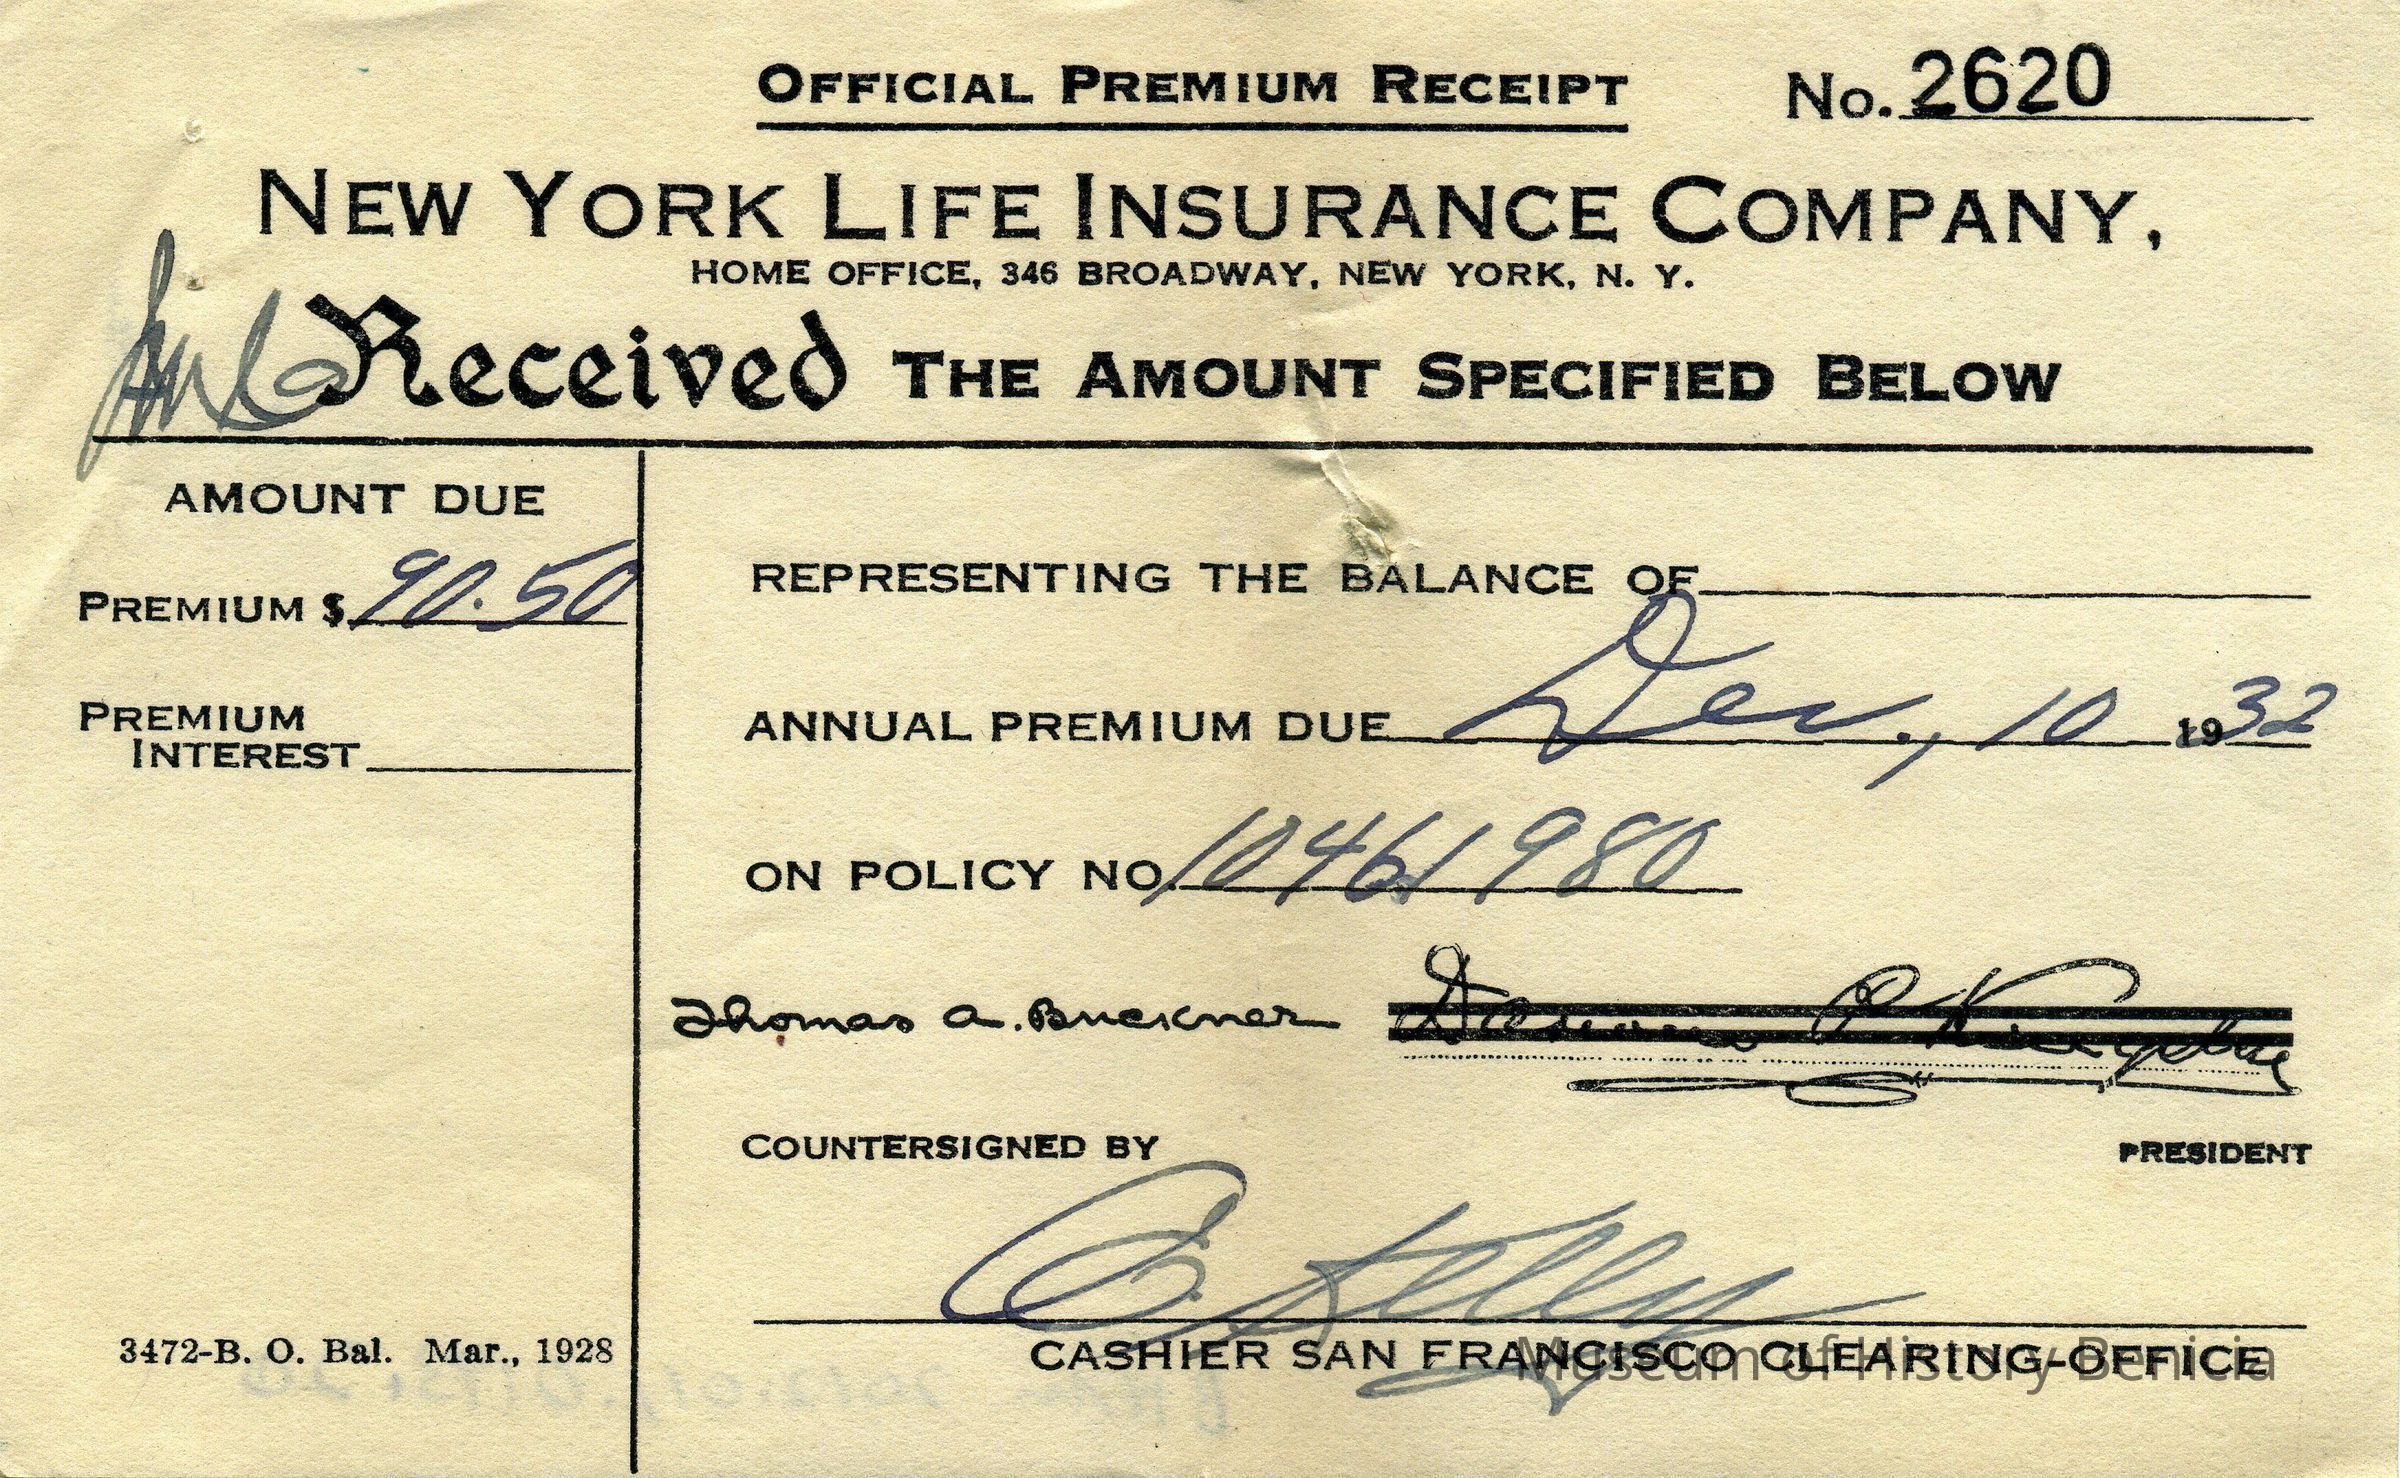 OFFICIAL PREMIUM RECEIPT No. 2620
NEW YORK LIFE INSURANCE COMPANY,
HOME OFFICE, 346 BROADWAY, NEW YORK, N. Y.
Received THE AMOUNT SPECIFIED BELOW
AMOUNT DUE
PREMIUM $ 90.50
PREMIUM
INTEREST
REPRESENTING THE BALANCE OF
ANNUAL PREMIUM DUE Dec., 10 1932
ON POLICY NO. 10461980
Thomas A. Buckner
COUNTERSIGNED BY
PRESIDENT
Kelly
CASHIER SAN FRANCISCO CLEARING-OFFICE
3472-B. O. Bal. Mar., 1928
Museum of History Benicia